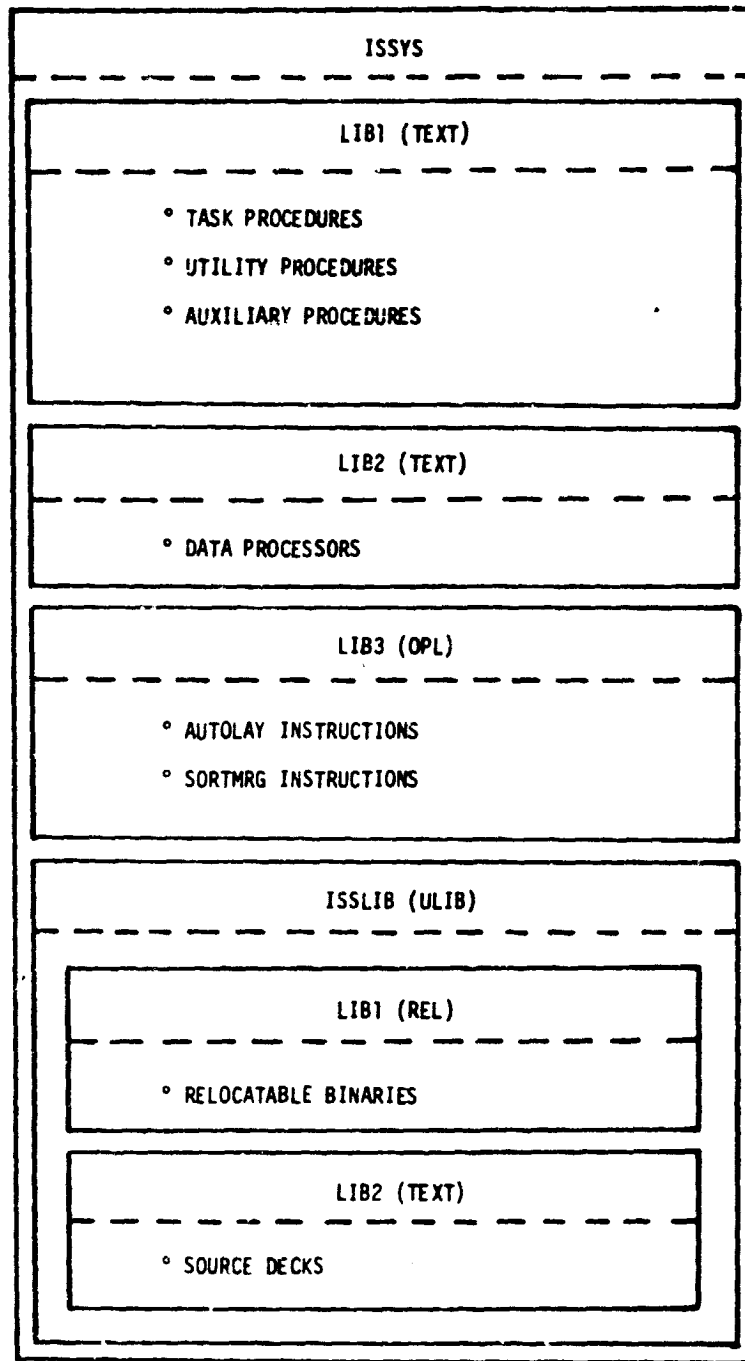 ISSYS
LIB1 (TEXT)
° TASK PROCEDURES
° UTILITY PROCEDURES
° AUXILIARY PROCEDURES
LIB2 (TEXT)
° DATA PROCESSORS
LIB3 (OPL)
° AUTOLAY INSTRUCTIONS
° SORTMRG INSTRUCTIONS
ISSLIB (ULIB)
LIB1 (REL)
° RELOCATABLE BINARIES
LIB2 (TEXT)
° SOURCE DECKS